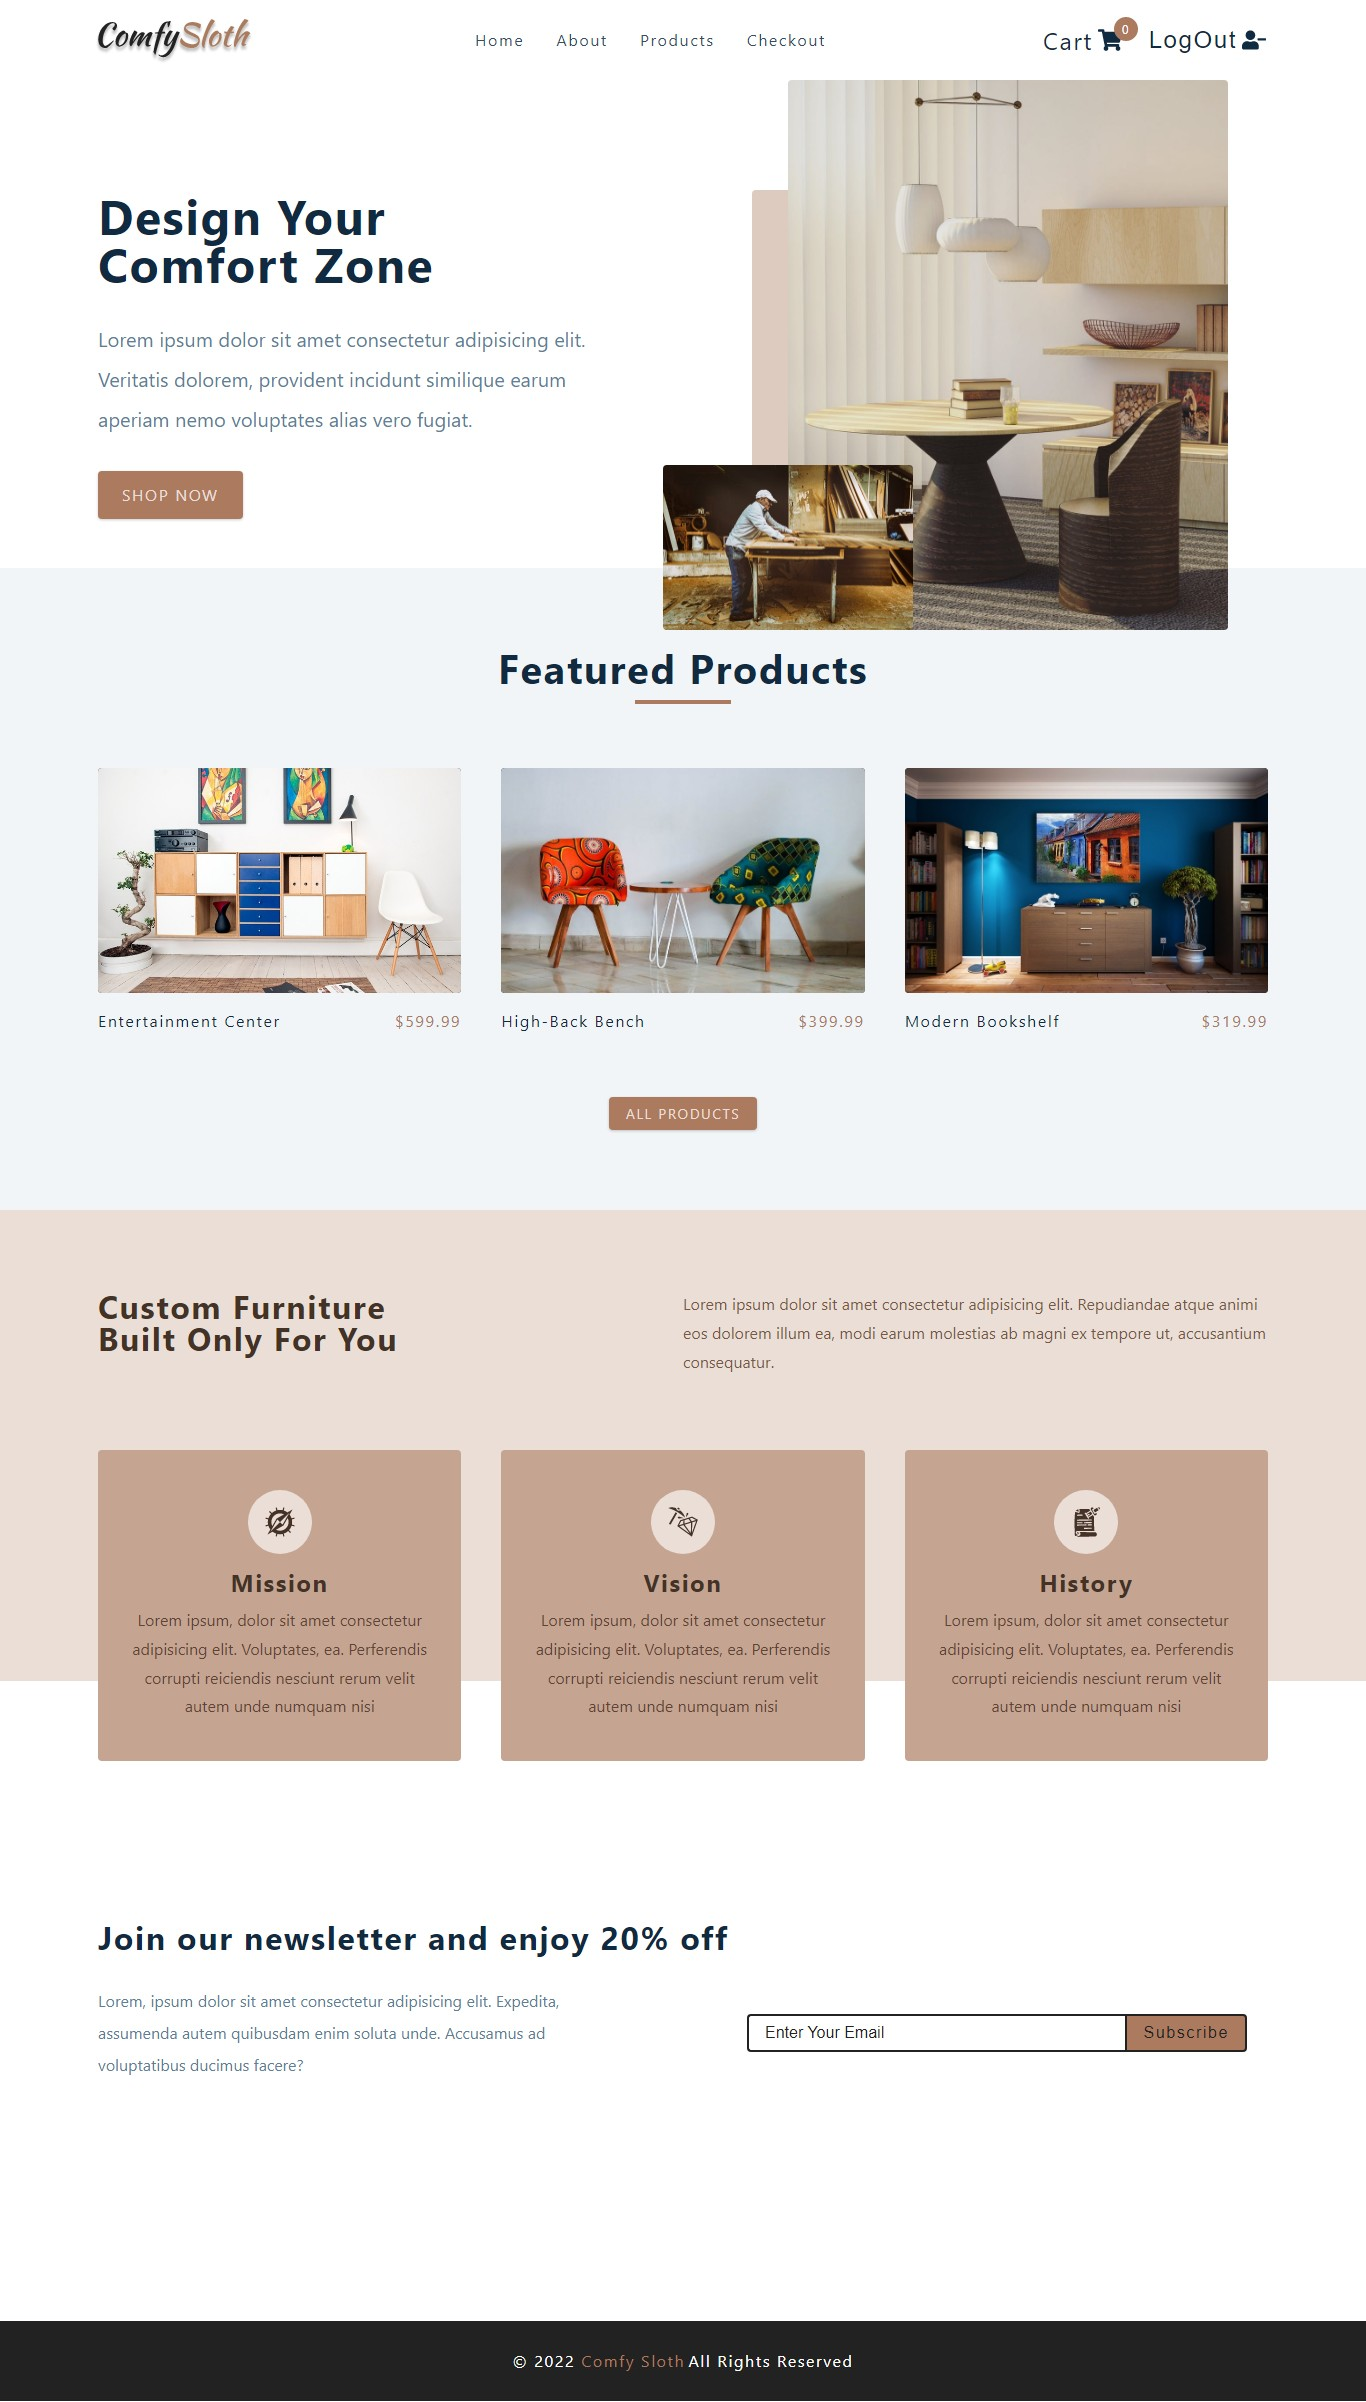 ComfySloth
Home
About
Products
Checkout
Cart
0
LogOut
Design Your
Comfort Zone
Lorem ipsum dolor sit amet consectetur adipisicing elit.
Veritatis dolorem, provident incidunt similique earum
aperiam nemo voluptates alias vero fugiat.
SHOP NOW
Featured Products
Entertainment Center
$599.99
High-Back Bench
$399.99
Modern Bookshelf
$319.99
ALL PRODUCTS
Custom Furniture
Built Only For You
Lorem ipsum dolor sit amet consectetur adipisicing elit. Repudiandae atque animi
eos dolorem illum ea, modi earum molestias ab magni ex tempore ut, accusantium
consequatur.
Mission
Lorem ipsum, dolor sit amet consectetur
adipisicing elit. Voluptates, ea. Perferendis
corrupti reiciendis nesciunt rerum velit
autem unde numquam nisi
Vision
Lorem ipsum, dolor sit amet consectetur
adipisicing elit. Voluptates, ea. Perferendis
corrupti reiciendis nesciunt rerum velit
autem unde numquam nisi
History
Lorem ipsum, dolor sit amet consectetur
adipisicing elit. Voluptates, ea. Perferendis
corrupti reiciendis nesciunt rerum velit
autem unde numquam nisi
Join our newsletter and enjoy 20% off
Lorem, ipsum dolor sit amet consectetur adipisicing elit. Expedita,
assumenda autem quibusdam enim soluta unde. Accusamus ad
voluptatibus ducimus facere?
Enter Your Email
Subscribe
© 2022 Comfy Sloth All Rights Reserved